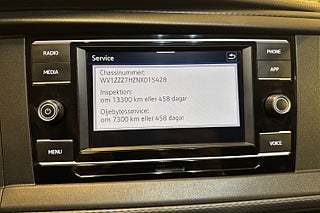 RADIO
MEDIA
MENU
Service
Chassinummer:
WV1ZZZ7HZNX015428
Inspektion:
om 13300 km eller 458 dagar
Oljebytesservice:
om 7300 km eller 458 dagar
PHONE
APP
VOICE